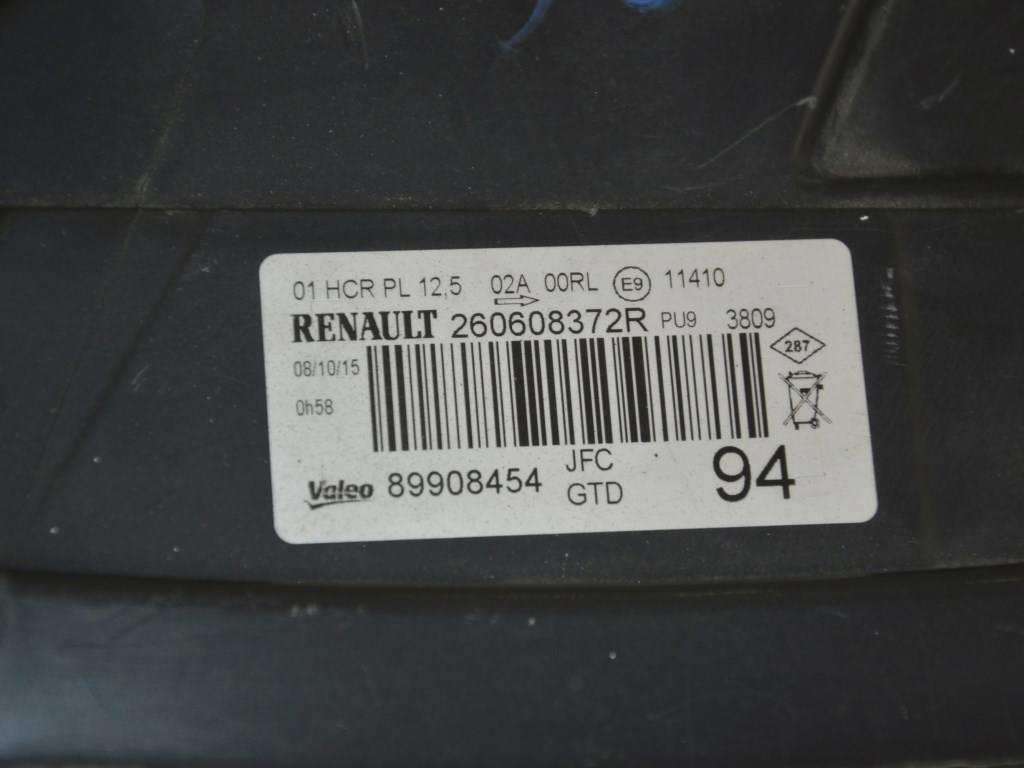 01 HCR PL 12,5 02A 00RL E9 11410
RENAULT 260608372R PU9 3809
08/10/15
287
0h58
Valeo 89908454 JFC
GTD
94